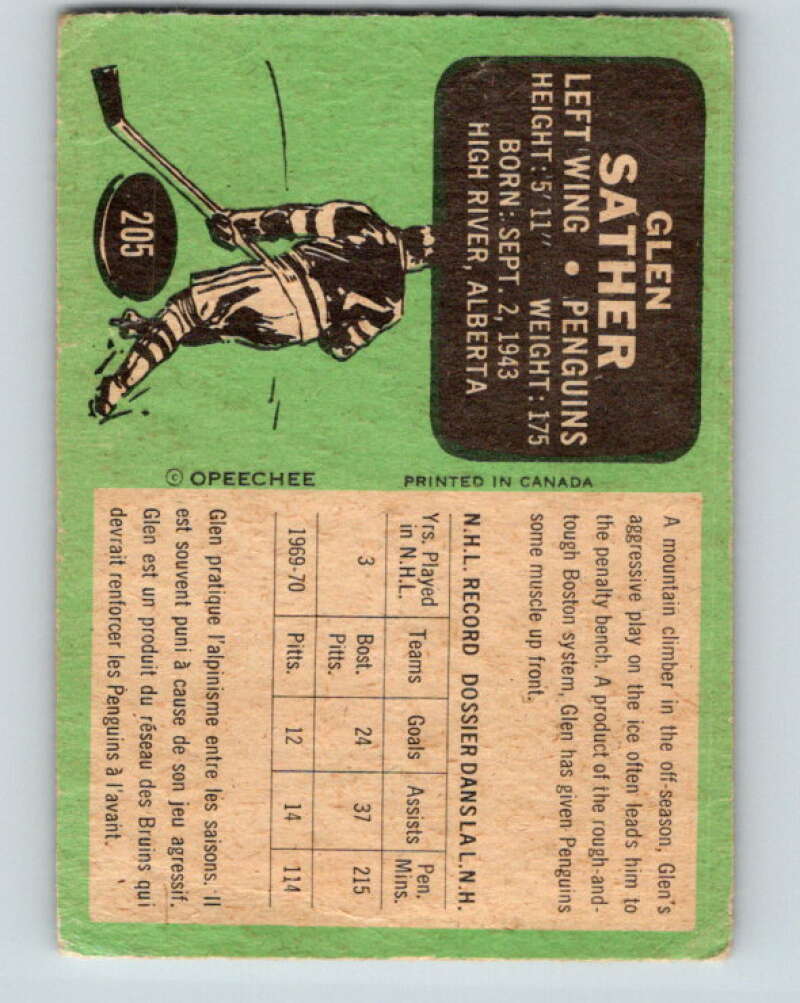 GLEN
SATHER
LEFT WING • PENGUINS
HEIGHT: 5'11" WEIGHT: 175
BORN: SEPT. 2, 1943
HIGH RIVER, ALBERTA
205
© OPEECHEE
PRINTED IN CANADA
A mountain climber in the off-season, Glen's
aggressive play on the ice often leads him to
the penalty bench. A product of the rough-and-
tough Boston system, Glen has given Penguins
some muscle up front.
N.H.L. RECORD DOSSIER DANS LA L.N.H.
Yrs. Played in N.H.L. Teams Goals Assists Pen. Mins.
3 Bost. Pitts. 24 37 215
1969-70 Pitts. 12 14 114
Glen pratique l'alpinisme entre les saisons. Il
est souvent puni à cause de son jeu agressif.
Glen est un produit du réseau des Bruins qui
devrait renforcer les Penguins à l'avant.